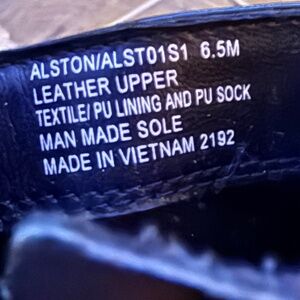 ALSTON/ALST01S1 6.5M
LEATHER UPPER
TEXTILE/ PU LINING AND PU SOCK
MAN MADE SOLE
MADE IN VIETNAM 2192